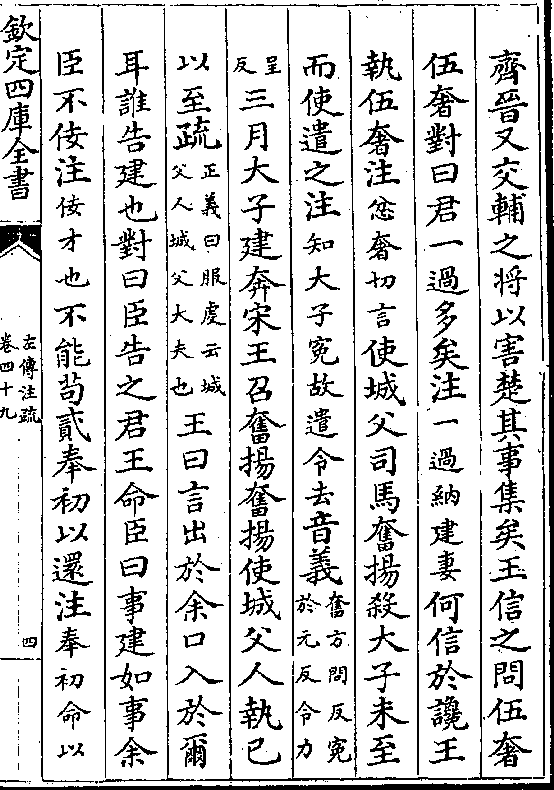 齊晉又交輔之将以害楚其事集矣王信之問伍奢
伍奢對曰君一過多矣注一過納建妻何信於讒王
執伍奢注忿奢切言使城父司馬奮揚殺大子未至
而使遣之注知大子寃故遣令去音義奮方問反寃於元反令力
呈反三月大子建奔宋王召奮揚奮揚使城父人執已
以至疏正義曰服虔云城父人城父大夫也王曰言出於余口入於爾
耳誰告建也對曰臣告之君王命臣曰事建如事余
臣不佞注佞才也不能苟貳奉初以還注奉初命以
欽定四庫全書
左傳注疏
卷四十九
四